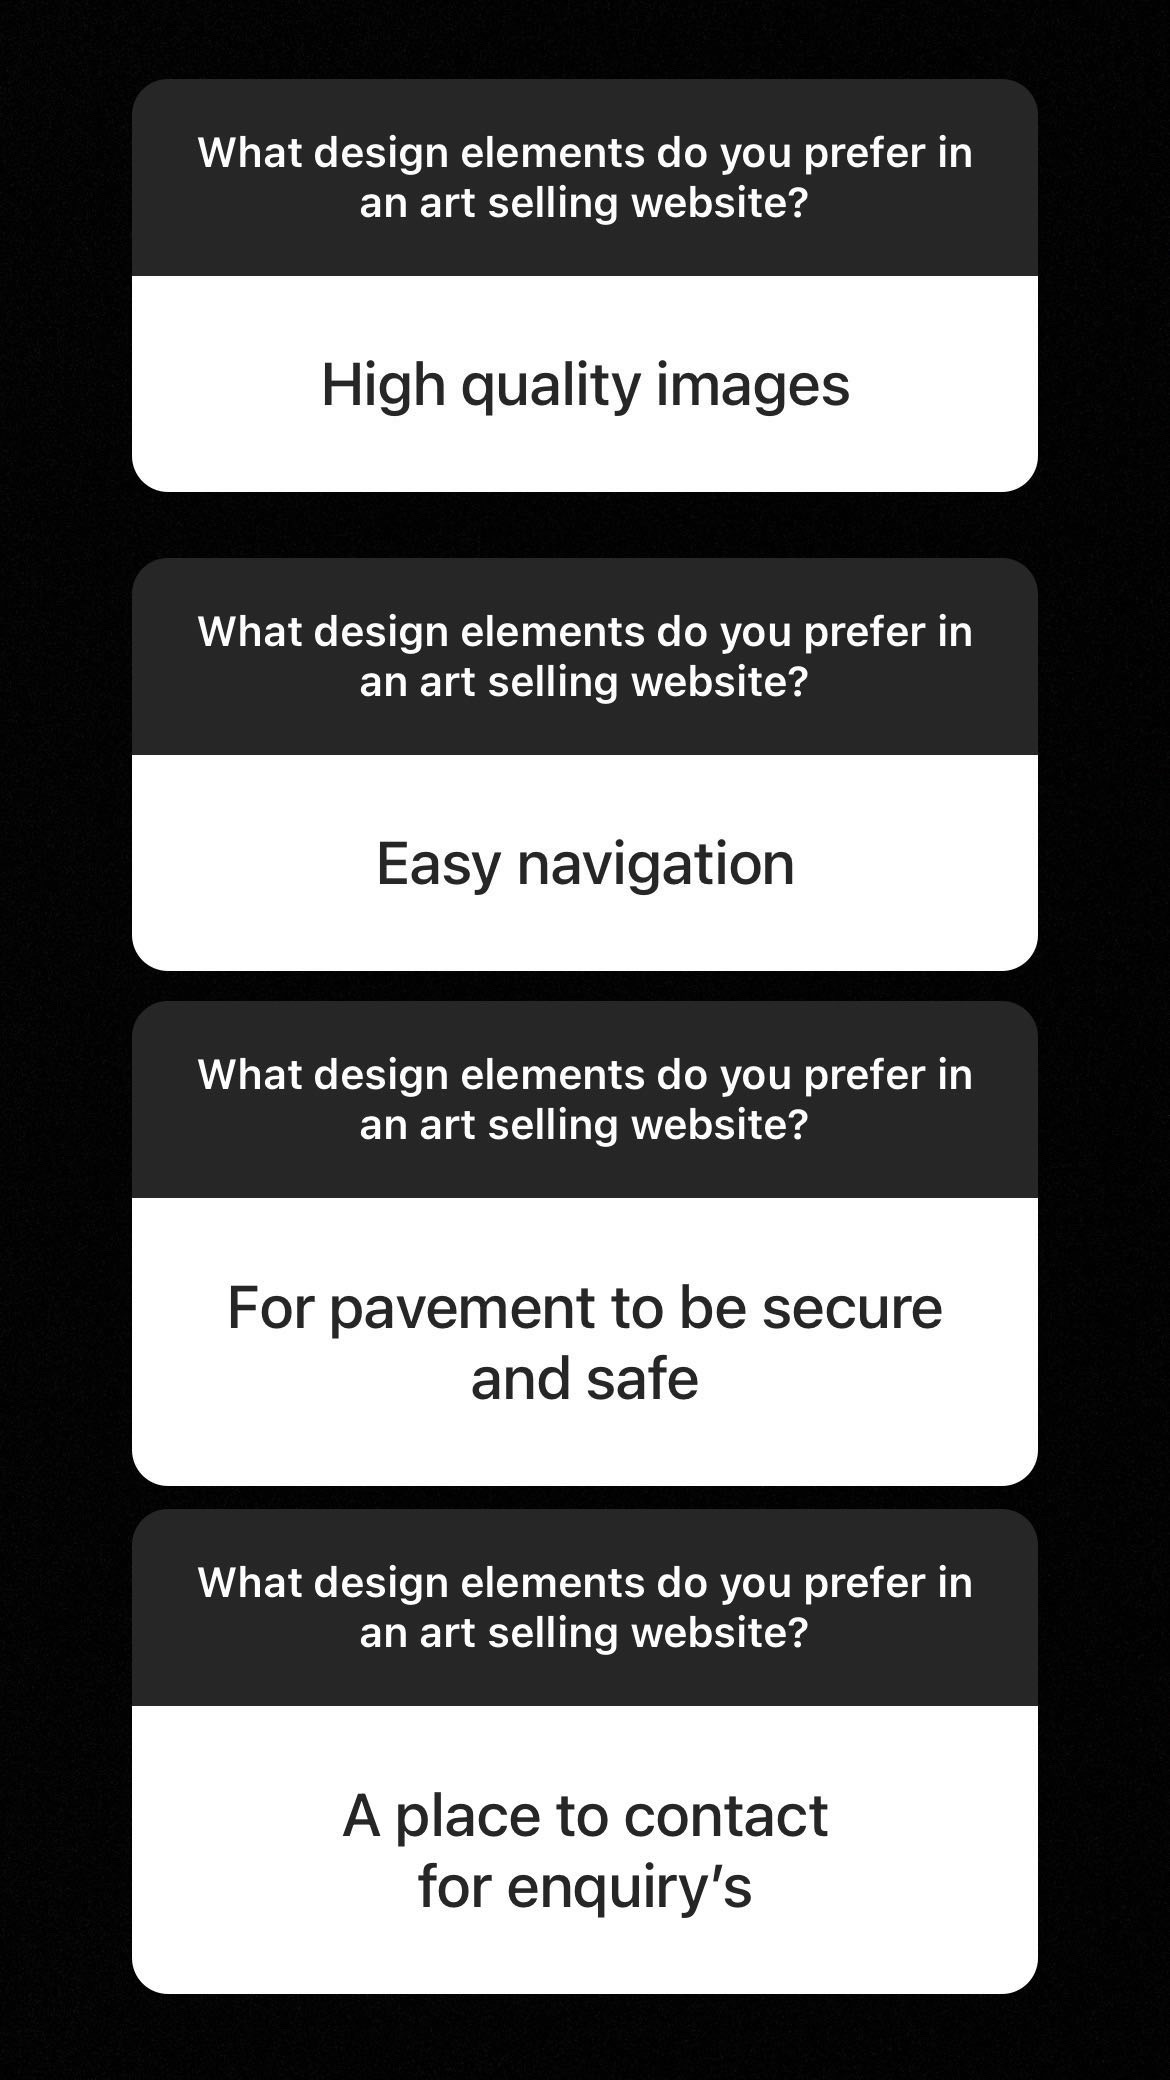 What design elements do you prefer in
an art selling website?
High quality images
What design elements do you prefer in
an art selling website?
Easy navigation
What design elements do you prefer in
an art selling website?
For pavement to be secure
and safe
What design elements do you prefer in
an art selling website?
A place to contact
for enquiry’s